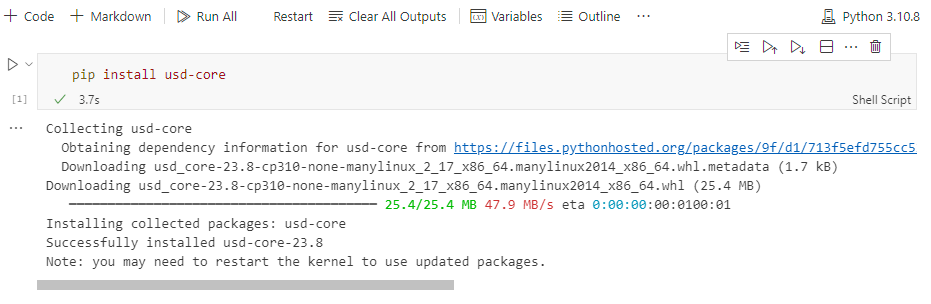 + Code + Markdown Run All Restart Clear All Outputs Variables Outline ··· Python 3.10.8
pip install usd-core
[1] 3.7s Shell Script
Collecting usd-core
Obtaining dependency information for usd-core from https://files.pythonhosted.org/packages/9f/d1/713f5efd755cc5
Downloading usd_core-23.8-cp310-none-manylinux_2_17_x86_64.manylinux2014_x86_64.whl.metadata (1.7 kB)
Downloading usd_core-23.8-cp310-none-manylinux_2_17_x86_64.manylinux2014_x86_64.whl (25.4 MB)
25.4/25.4 MB 47.9 MB/s eta 0:00:00:00:0100:01
Installing collected packages: usd-core
Successfully installed usd-core-23.8
Note: you may need to restart the kernel to use updated packages.